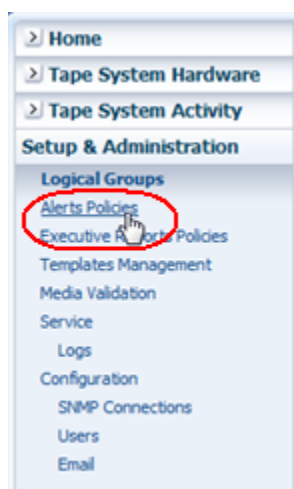 Home
Tape System Hardware
Tape System Activity
Setup & Administration
Logical Groups
Alerts Policies
Executive Reports Policies
Templates Management
Media Validation
Service
Logs
Configuration
SNMP Connections
Users
Email